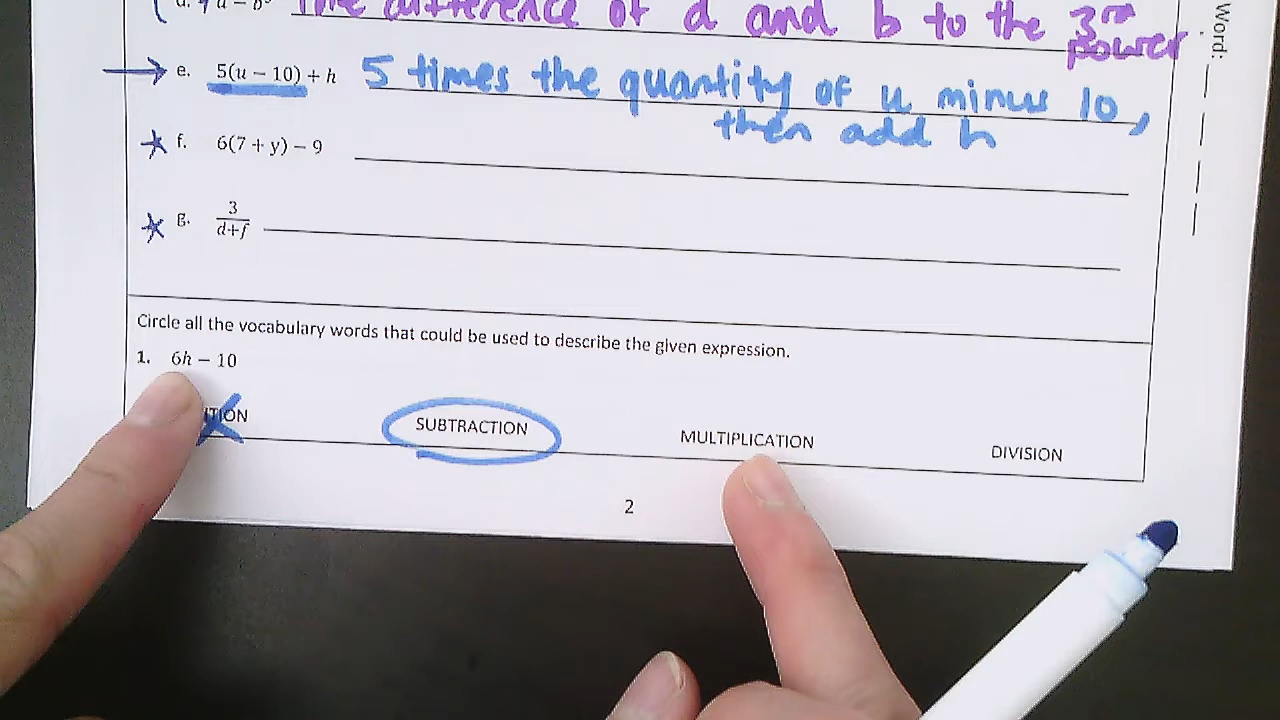 d. d − b³ The difference of d and b to the 3rd power
e. 5(u − 10) + h 5 times the quantity of u minus 10,
then add h
f. 6(7 + y) − 9
g. 3/d+f
Circle all the vocabulary words that could be used to describe the given expression.
1. 6h − 10
ITION SUBTRACTION MULTIPLICATION DIVISION
2
Word: